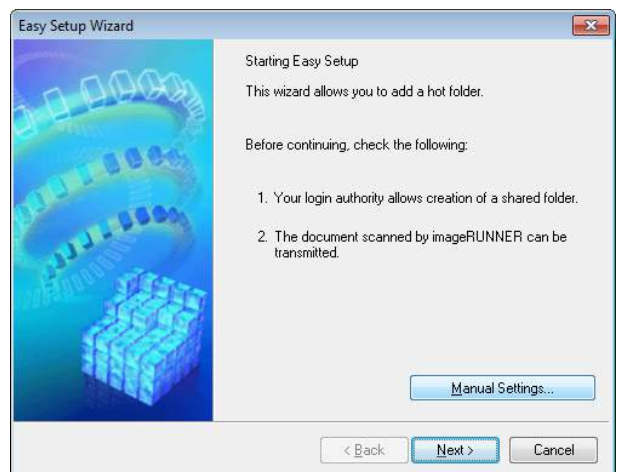 Easy Setup Wizard
Starting Easy Setup
This wizard allows you to add a hot folder.
Before continuing, check the following:
1. Your login authority allows creation of a shared folder.
2. The document scanned by imageRUNNER can be
transmitted.
Manual Settings...
< Back
Next >
Cancel